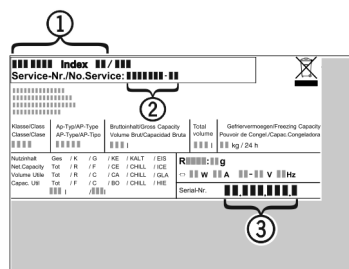 1
Index /
Service-Nr./No.Service: -
2
Klasse/Class Ap-Typ/AP-Type Bruttoinhalt/Gross Capacity Total Gefriervermoegen/Freezing Capacity
Classe/Clase AP-Type/AP-Tipo Volume Brut/Capacidad Bruta volume Pouvoir de Congel./Capac.Congeladora
l l kg / 24 h
Nutzinhalt Ges / K / G / KE / KALT / EIS
Net.Capacity Tot / R / F / CE / CHILL / ICE
Volume Utile Tot / R / C / CA / CHILL / GLA
Capac. Util Tot / F / C / BO / CHILL / HIE
l / l
R : g
W A - V Hz
Serial-Nr. . . .
3